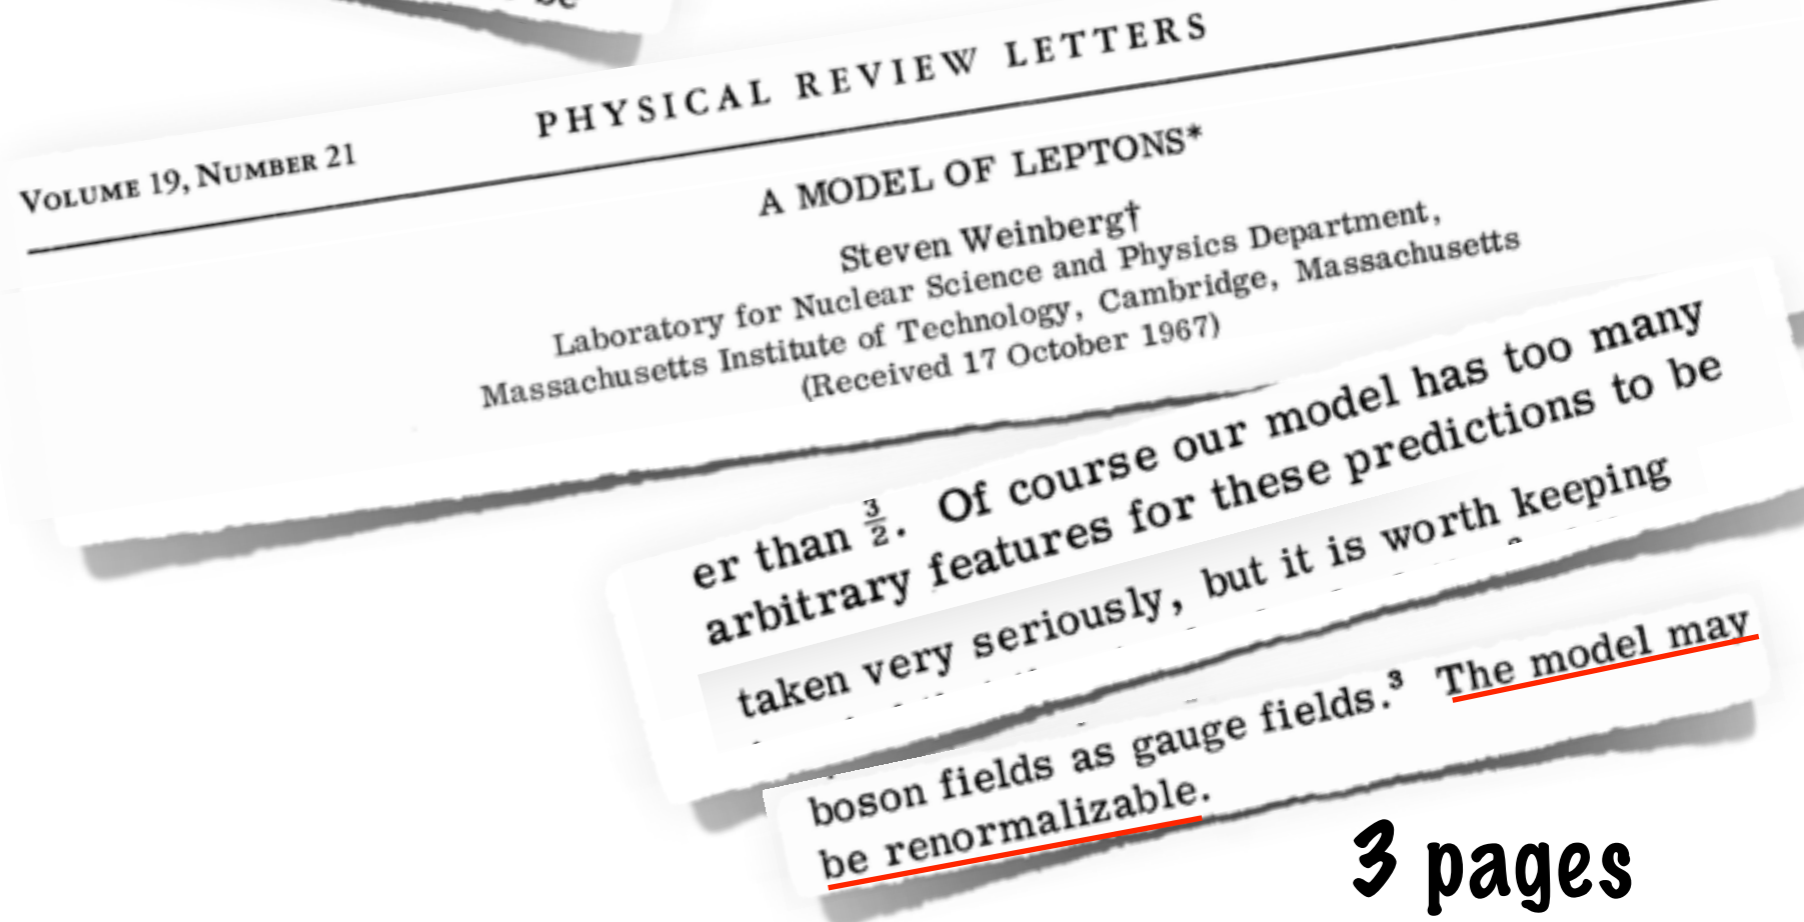 be
PHYSICAL REVIEW LETTERS
VOLUME 19, NUMBER 21
A MODEL OF LEPTONS*
Steven Weinberg†
Laboratory for Nuclear Science and Physics Department,
Massachusetts Institute of Technology, Cambridge, Massachusetts
(Received 17 October 1967)
er than 3/2. Of course our model has too many
arbitrary features for these predictions to be
taken very seriously, but it is worth keeping
boson fields as gauge fields.³ The model may
be renormalizable.
3 pages